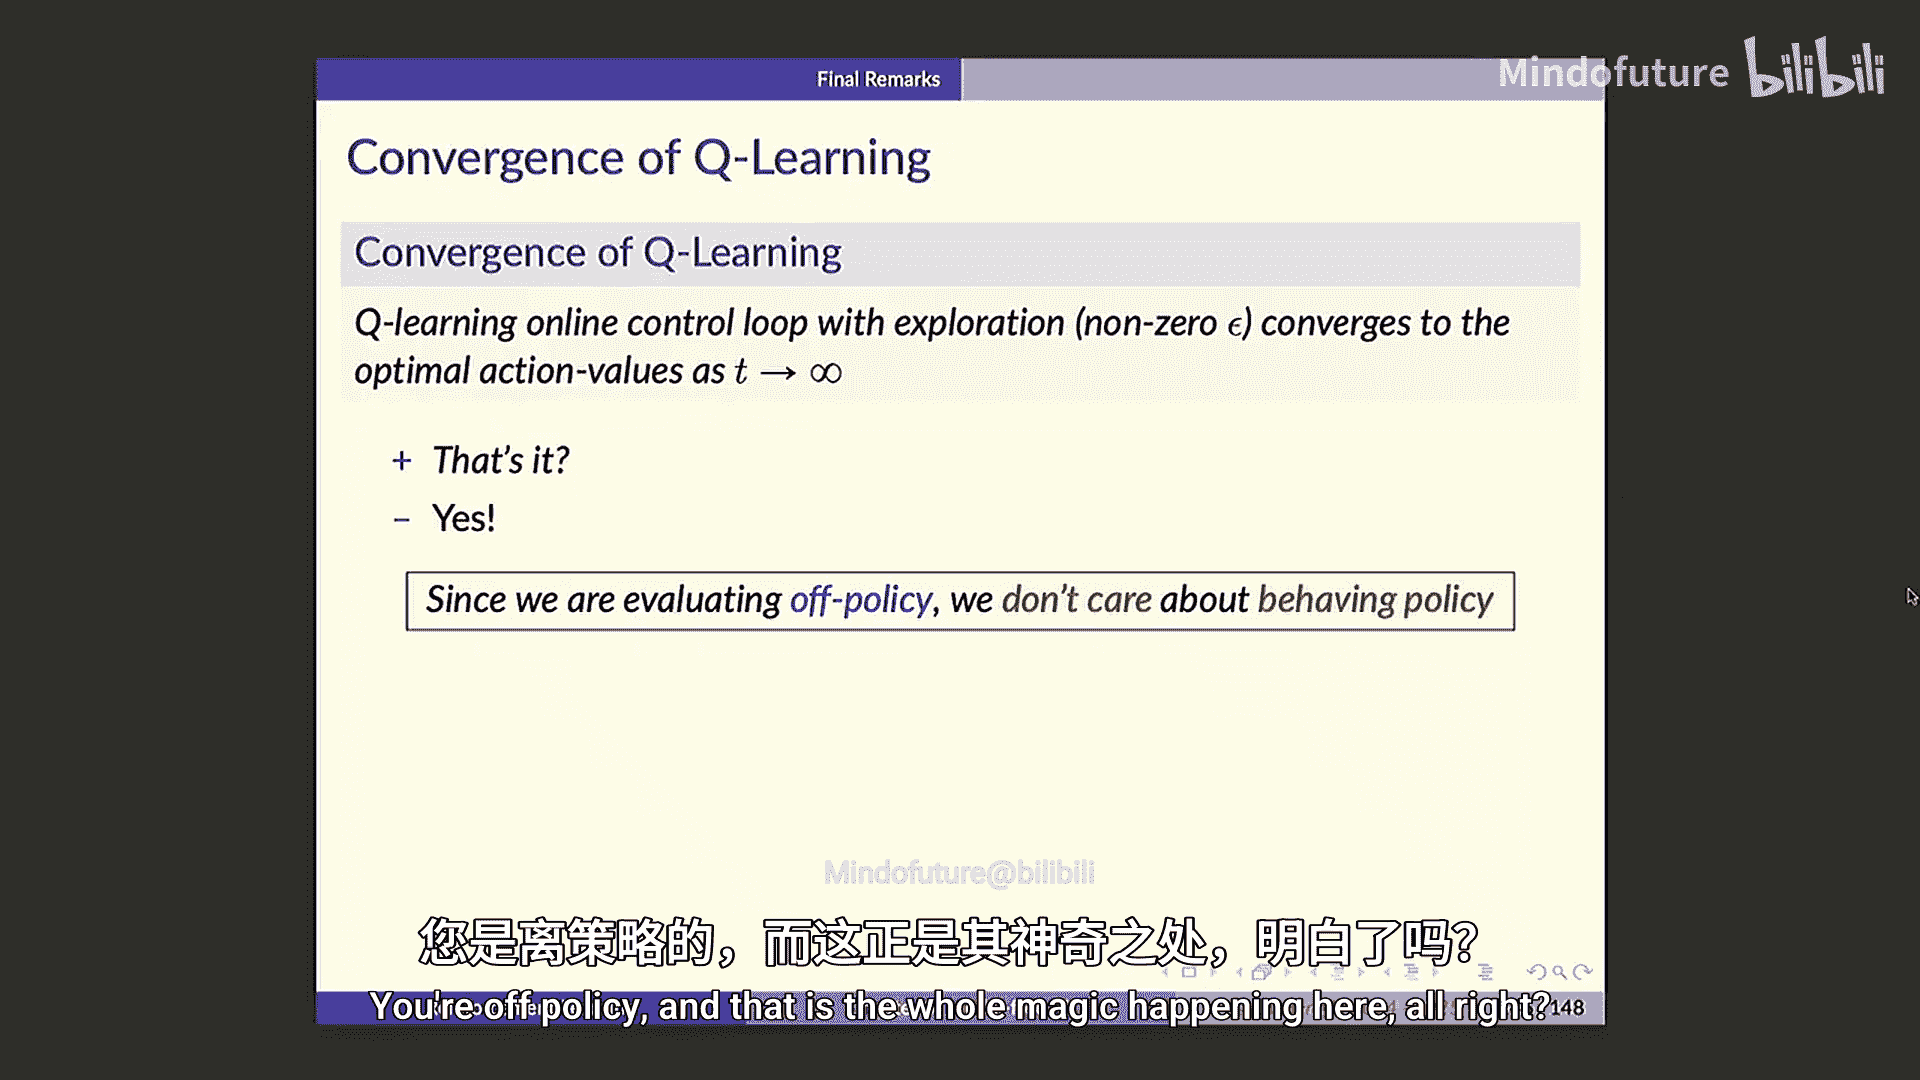 Final Remarks
Mindofuture bilibili
Convergence of Q-Learning
Convergence of Q-Learning
Q-learning online control loop with exploration (non-zero ϵ) converges to the
optimal action-values as t → ∞
+ That's it?
– Yes!
Since we are evaluating off-policy, we don't care about behaving policy
Mindofuture@bilibili
您是离策略的，而这正是其神奇之处，明白了吗？
You're off policy, and that is the whole magic happening here, all right?
148